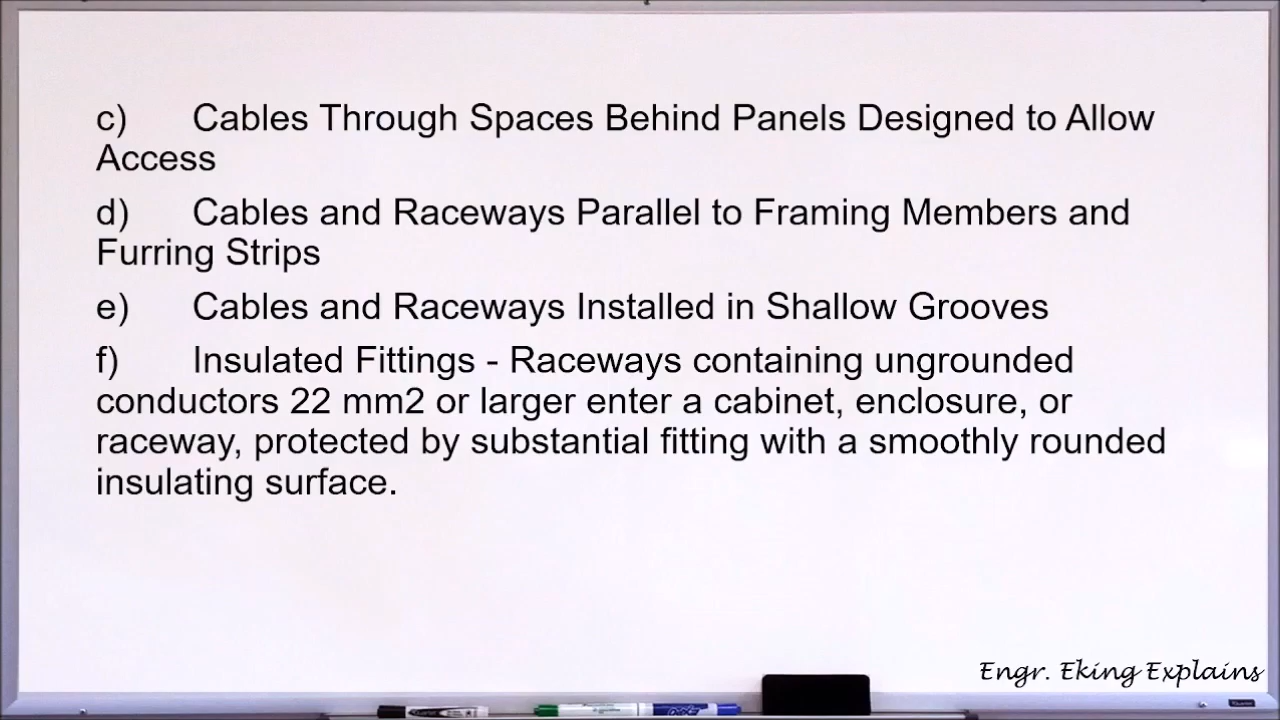 c) Cables Through Spaces Behind Panels Designed to Allow
Access
d) Cables and Raceways Parallel to Framing Members and
Furring Strips
e) Cables and Raceways Installed in Shallow Grooves
f) Insulated Fittings - Raceways containing ungrounded
conductors 22 mm2 or larger enter a cabinet, enclosure, or
raceway, protected by substantial fitting with a smoothly rounded
insulating surface.
Engr. Eking Explains